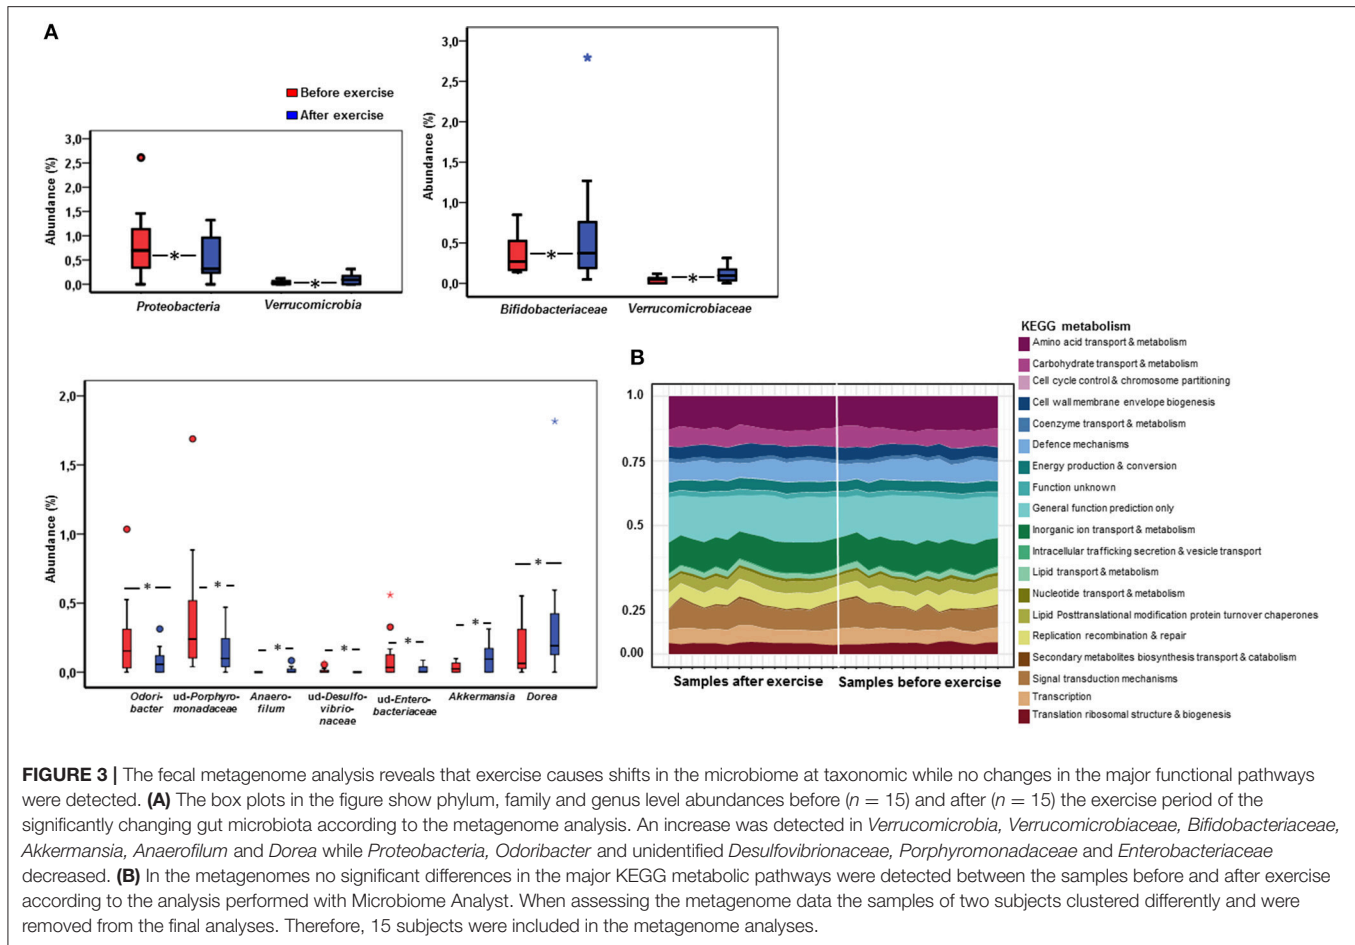 A
Before exercise
After exercise
Abundance (%)
3,0
2,5
2,0
1,5
1,0
0,5
0,0
*
*
Proteobacteria
Verrucomicrobia
Abundance (%)
3,0
2,5
2,0
1,5
1,0
0,5
0,0
*
*
Bifidobacteriaceae
Verrucomicrobiaceae
Abundance (%)
2,0
1,5
1,0
0,5
0,0
* * * * * * *
Odori-
bacter
ud-Porphyro-
monadaceae
Anaero-
filum
ud-Desulfo-
vibrio-
naceae
ud-Entero-
bacteriaceae
Akkermansia
Dorea
B
1.0
0.75
0.5
0.25
0.00
Samples after exercise
Samples before exercise
KEGG metabolism
Amino acid transport & metabolism
Carbohydrate transport & metabolism
Cell cycle control & chromosome partitioning
Cell wall membrane envelope biogenesis
Coenzyme transport & metabolism
Defence mechanisms
Energy production & conversion
Function unknown
General function prediction only
Inorganic ion transport & metabolism
Intracellular trafficking secretion & vesicle transport
Lipid transport & metabolism
Nucleotide transport & metabolism
Lipid Posttranslational modification protein turnover chaperones
Replication recombination & repair
Secondary metabolites biosynthesis transport & catabolism
Signal transduction mechanisms
Transcription
Translation ribosomal structure & biogenesis
FIGURE 3 | The fecal metagenome analysis reveals that exercise causes shifts in the microbiome at taxonomic while no changes in the major functional pathways
were detected. (A) The box plots in the figure show phylum, family and genus level abundances before (n = 15) and after (n = 15) the exercise period of the
significantly changing gut microbiota according to the metagenome analysis. An increase was detected in Verrucomicrobia, Verrucomicrobiaceae, Bifidobacteriaceae,
Akkermansia, Anaerofilum and Dorea while Proteobacteria, Odoribacter and unidentified Desulfovibrionaceae, Porphyromonadaceae and Enterobacteriaceae
decreased. (B) In the metagenomes no significant differences in the major KEGG metabolic pathways were detected between the samples before and after exercise
according to the analysis performed with Microbiome Analyst. When assessing the metagenome data the samples of two subjects clustered differently and were
removed from the final analyses. Therefore, 15 subjects were included in the metagenome analyses.